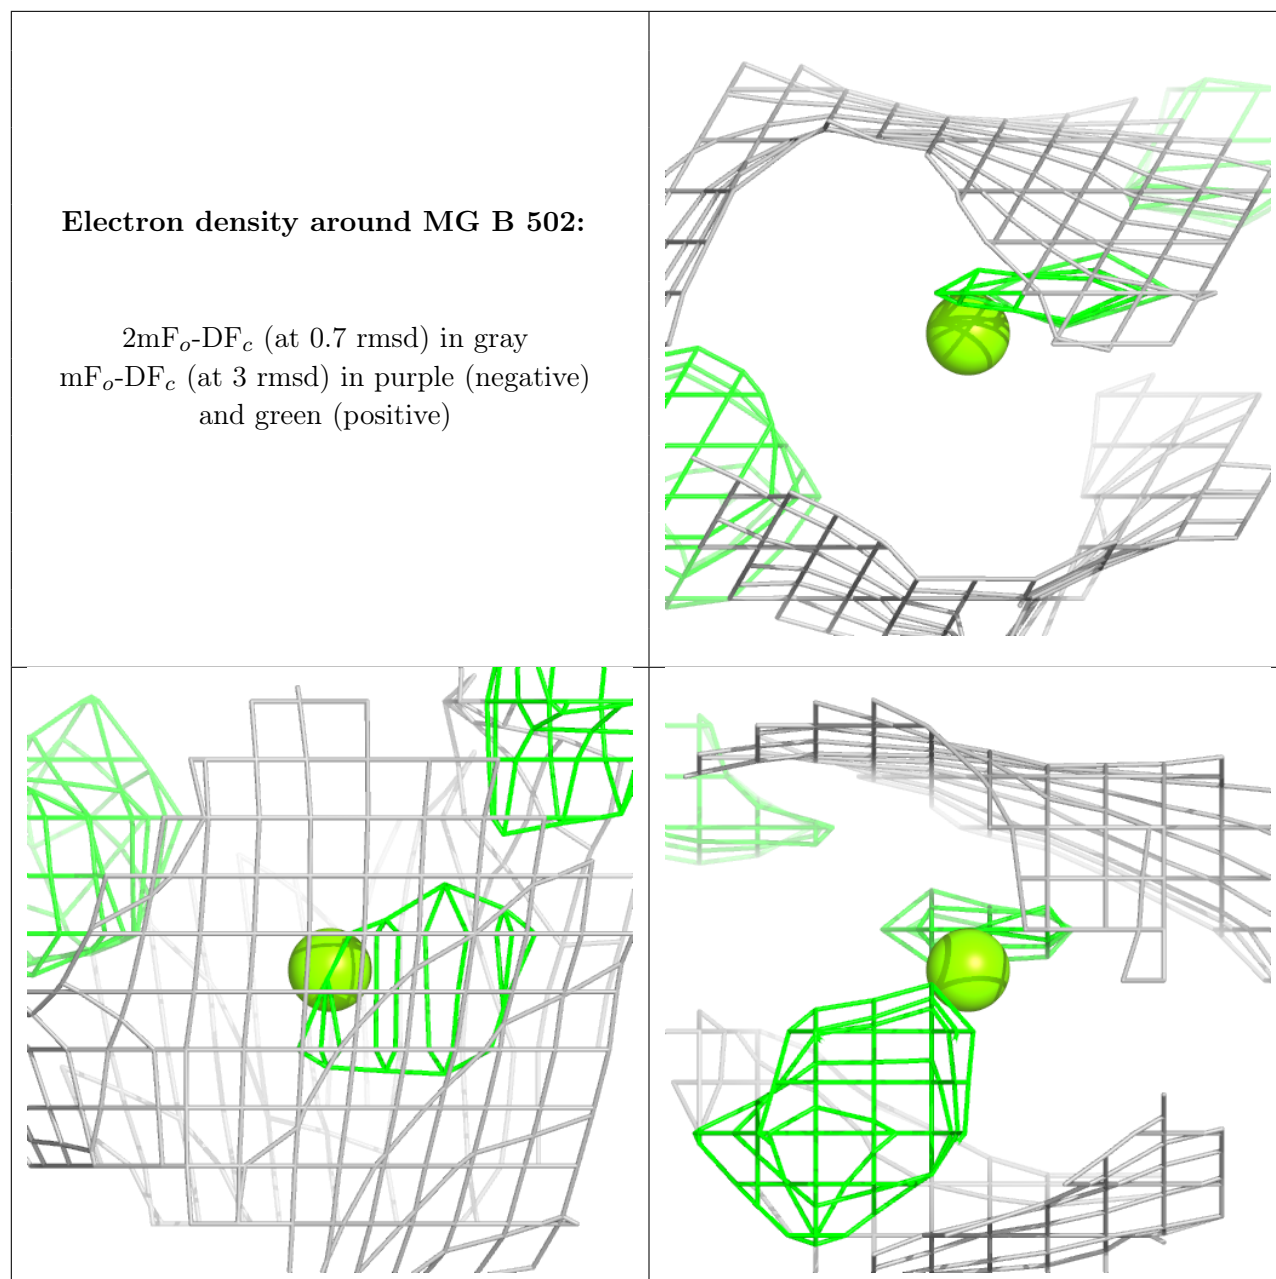 Electron density around MG B 502:
2mFₒ-DF𝒸 (at 0.7 rmsd) in gray
mFₒ-DF𝒸 (at 3 rmsd) in purple (negative)
and green (positive)